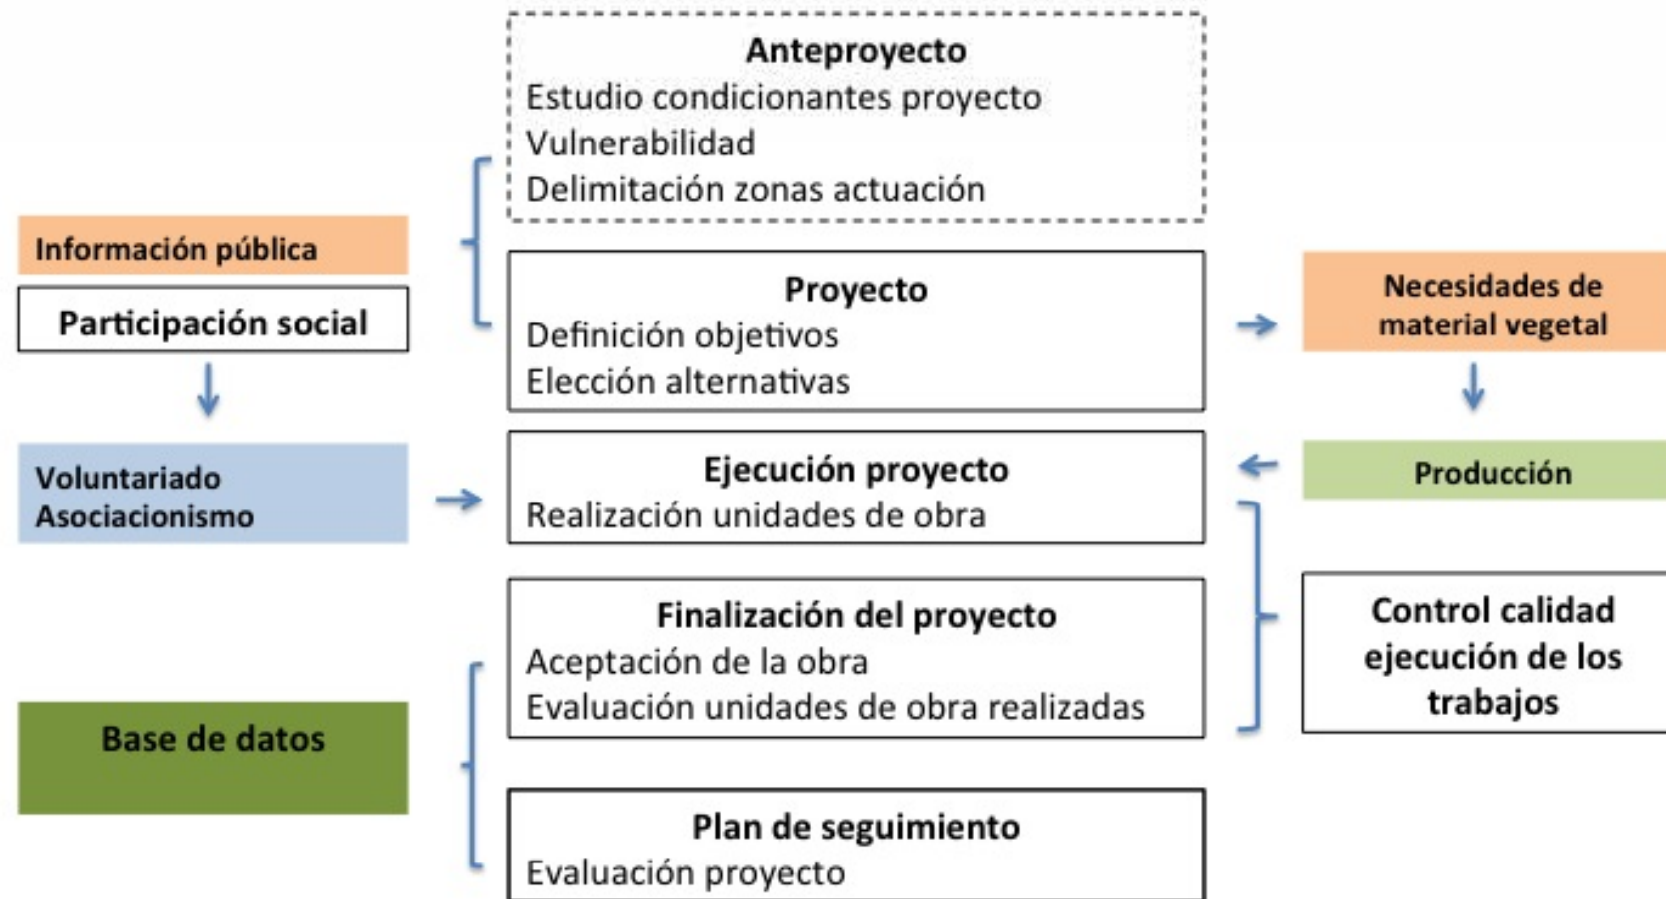 Anteproyecto
Estudio condicionantes proyecto
Vulnerabilidad
Delimitación zonas actuación
Información pública
Participación social
Proyecto
Definición objetivos
Elección alternativas
Necesidades de
material vegetal
Voluntariado
Asociacionismo
Ejecución proyecto
Realización unidades de obra
Producción
Finalización del proyecto
Aceptación de la obra
Evaluación unidades de obra realizadas
Control calidad
ejecución de los
trabajos
Base de datos
Plan de seguimiento
Evaluación proyecto